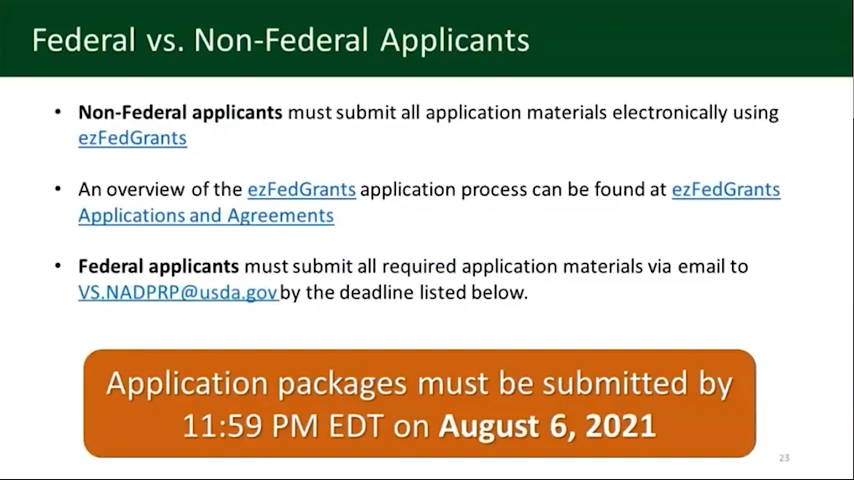 Federal vs. Non-Federal Applicants
• Non-Federal applicants must submit all application materials electronically using
ezFedGrants
• An overview of the ezFedGrants application process can be found at ezFedGrants
Applications and Agreements
• Federal applicants must submit all required application materials via email to
VS.NADPRP@usda.gov by the deadline listed below.
Application packages must be submitted by
11:59 PM EDT on August 6, 2021
23